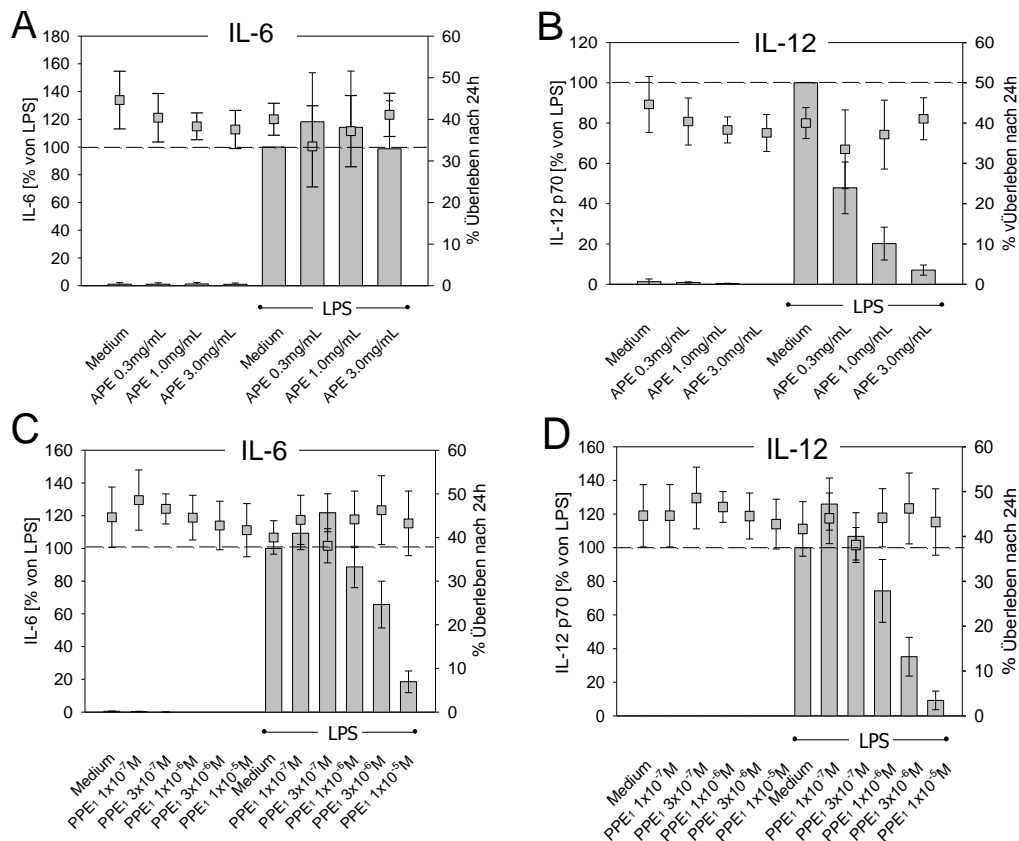 A
IL-6
IL-6 [% von LPS]
180
160
140
120
100
80
60
40
20
0
60
50
40
30
20
10
0
% Überleben nach 24h
LPS
Medium
APE 0.3mg/mL
APE 1.0mg/mL
APE 3.0mg/mL
Medium
APE 0.3mg/mL
APE 1.0mg/mL
APE 3.0mg/mL
B
IL-12
IL-12 p70 [% von LPS]
120
100
80
60
40
20
0
60
50
40
30
20
10
0
% vÜberleben nach 24h
LPS
Medium
APE 0.3mg/mL
APE 1.0mg/mL
APE 3.0mg/mL
Medium
APE 0.3mg/mL
APE 1.0mg/mL
APE 3.0mg/mL
C
IL-6
IL-6 [% von LPS]
160
140
120
100
80
60
40
20
0
60
50
40
30
20
10
0
% Überleben nach 24h
LPS
Medium
PPE₁ 1x10⁻⁷M
PPE₁ 3x10⁻⁷M
PPE₁ 1x10⁻⁶M
PPE₁ 3x10⁻⁶M
PPE₁ 1x10⁻⁵M
Medium
PPE₁ 1x10⁻⁷M
PPE₁ 3x10⁻⁷M
PPE₁ 1x10⁻⁶M
PPE₁ 3x10⁻⁶M
PPE₁ 1x10⁻⁵M
D
IL-12
IL-12 p70 [% von LPS]
160
140
120
100
80
60
40
20
0
60
50
40
30
20
10
0
% Überleben nach 24h
LPS
Medium
PPE₁ 1x10⁻⁷M
PPE₁ 3x10⁻⁷M
PPE₁ 1x10⁻⁶M
PPE₁ 3x10⁻⁶M
PPE₁ 1x10⁻⁵M
Medium
PPE₁ 1x10⁻⁷M
PPE₁ 3x10⁻⁷M
PPE₁ 1x10⁻⁶M
PPE₁ 3x10⁻⁶M
PPE₁ 1x10⁻⁵M